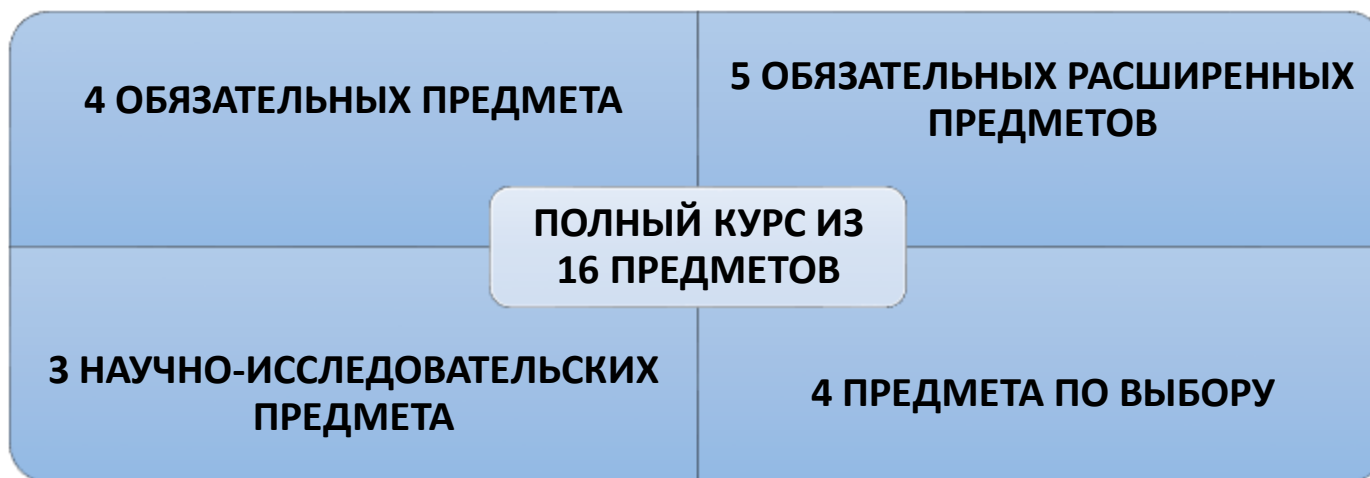 4 ОБЯЗАТЕЛЬНЫХ ПРЕДМЕТА
5 ОБЯЗАТЕЛЬНЫХ РАСШИРЕННЫХ
ПРЕДМЕТОВ
ПОЛНЫЙ КУРС ИЗ
16 ПРЕДМЕТОВ
3 НАУЧНО-ИССЛЕДОВАТЕЛЬСКИХ
ПРЕДМЕТА
4 ПРЕДМЕТА ПО ВЫБОРУ